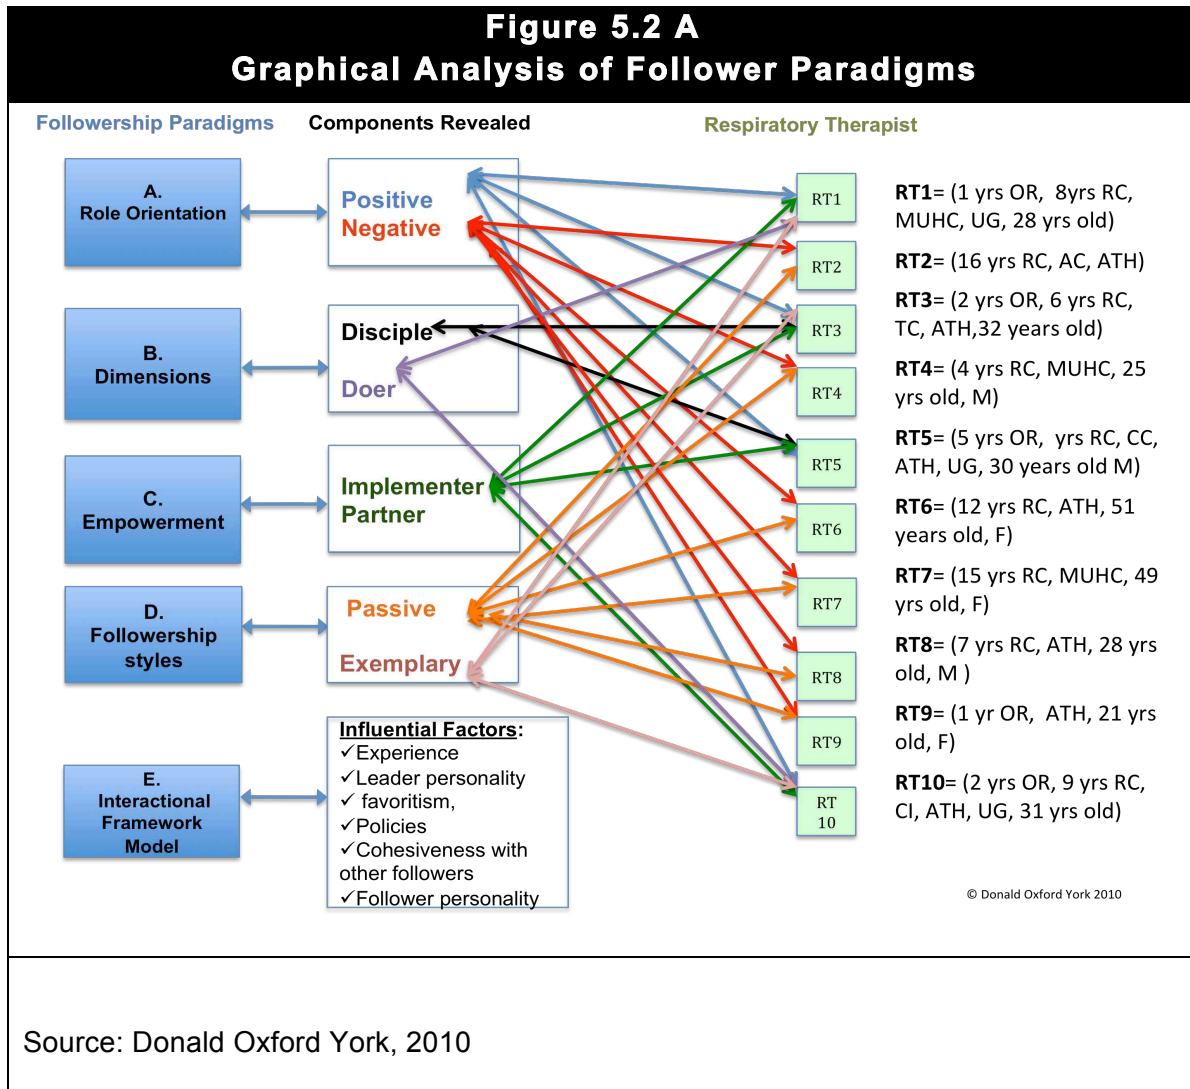 Figure 5.2 A
Graphical Analysis of Follower Paradigms
Followership Paradigms
Components Revealed
Respiratory Therapist
A.
Role Orientation
Positive
Negative
B.
Dimensions
Disciple
Doer
C.
Empowerment
Implementer
Partner
D.
Followership
styles
Passive
Exemplary
E.
Interactional
Framework
Model
Influential Factors:
✓Experience
✓Leader personality
✓ favoritism,
✓Policies
✓Cohesiveness with
other followers
✓Follower personality
RT1
RT2
RT3
RT4
RT5
RT6
RT7
RT8
RT9
RT
10
RT1= (1 yrs OR, 8yrs RC,
MUHC, UG, 28 yrs old)
RT2= (16 yrs RC, AC, ATH)
RT3= (2 yrs OR, 6 yrs RC,
TC, ATH,32 years old)
RT4= (4 yrs RC, MUHC, 25
yrs old, M)
RT5= (5 yrs OR, yrs RC, CC,
ATH, UG, 30 years old M)
RT6= (12 yrs RC, ATH, 51
years old, F)
RT7= (15 yrs RC, MUHC, 49
yrs old, F)
RT8= (7 yrs RC, ATH, 28 yrs
old, M )
RT9= (1 yr OR, ATH, 21 yrs
old, F)
RT10= (2 yrs OR, 9 yrs RC,
CI, ATH, UG, 31 yrs old)
© Donald Oxford York 2010
Source: Donald Oxford York, 2010